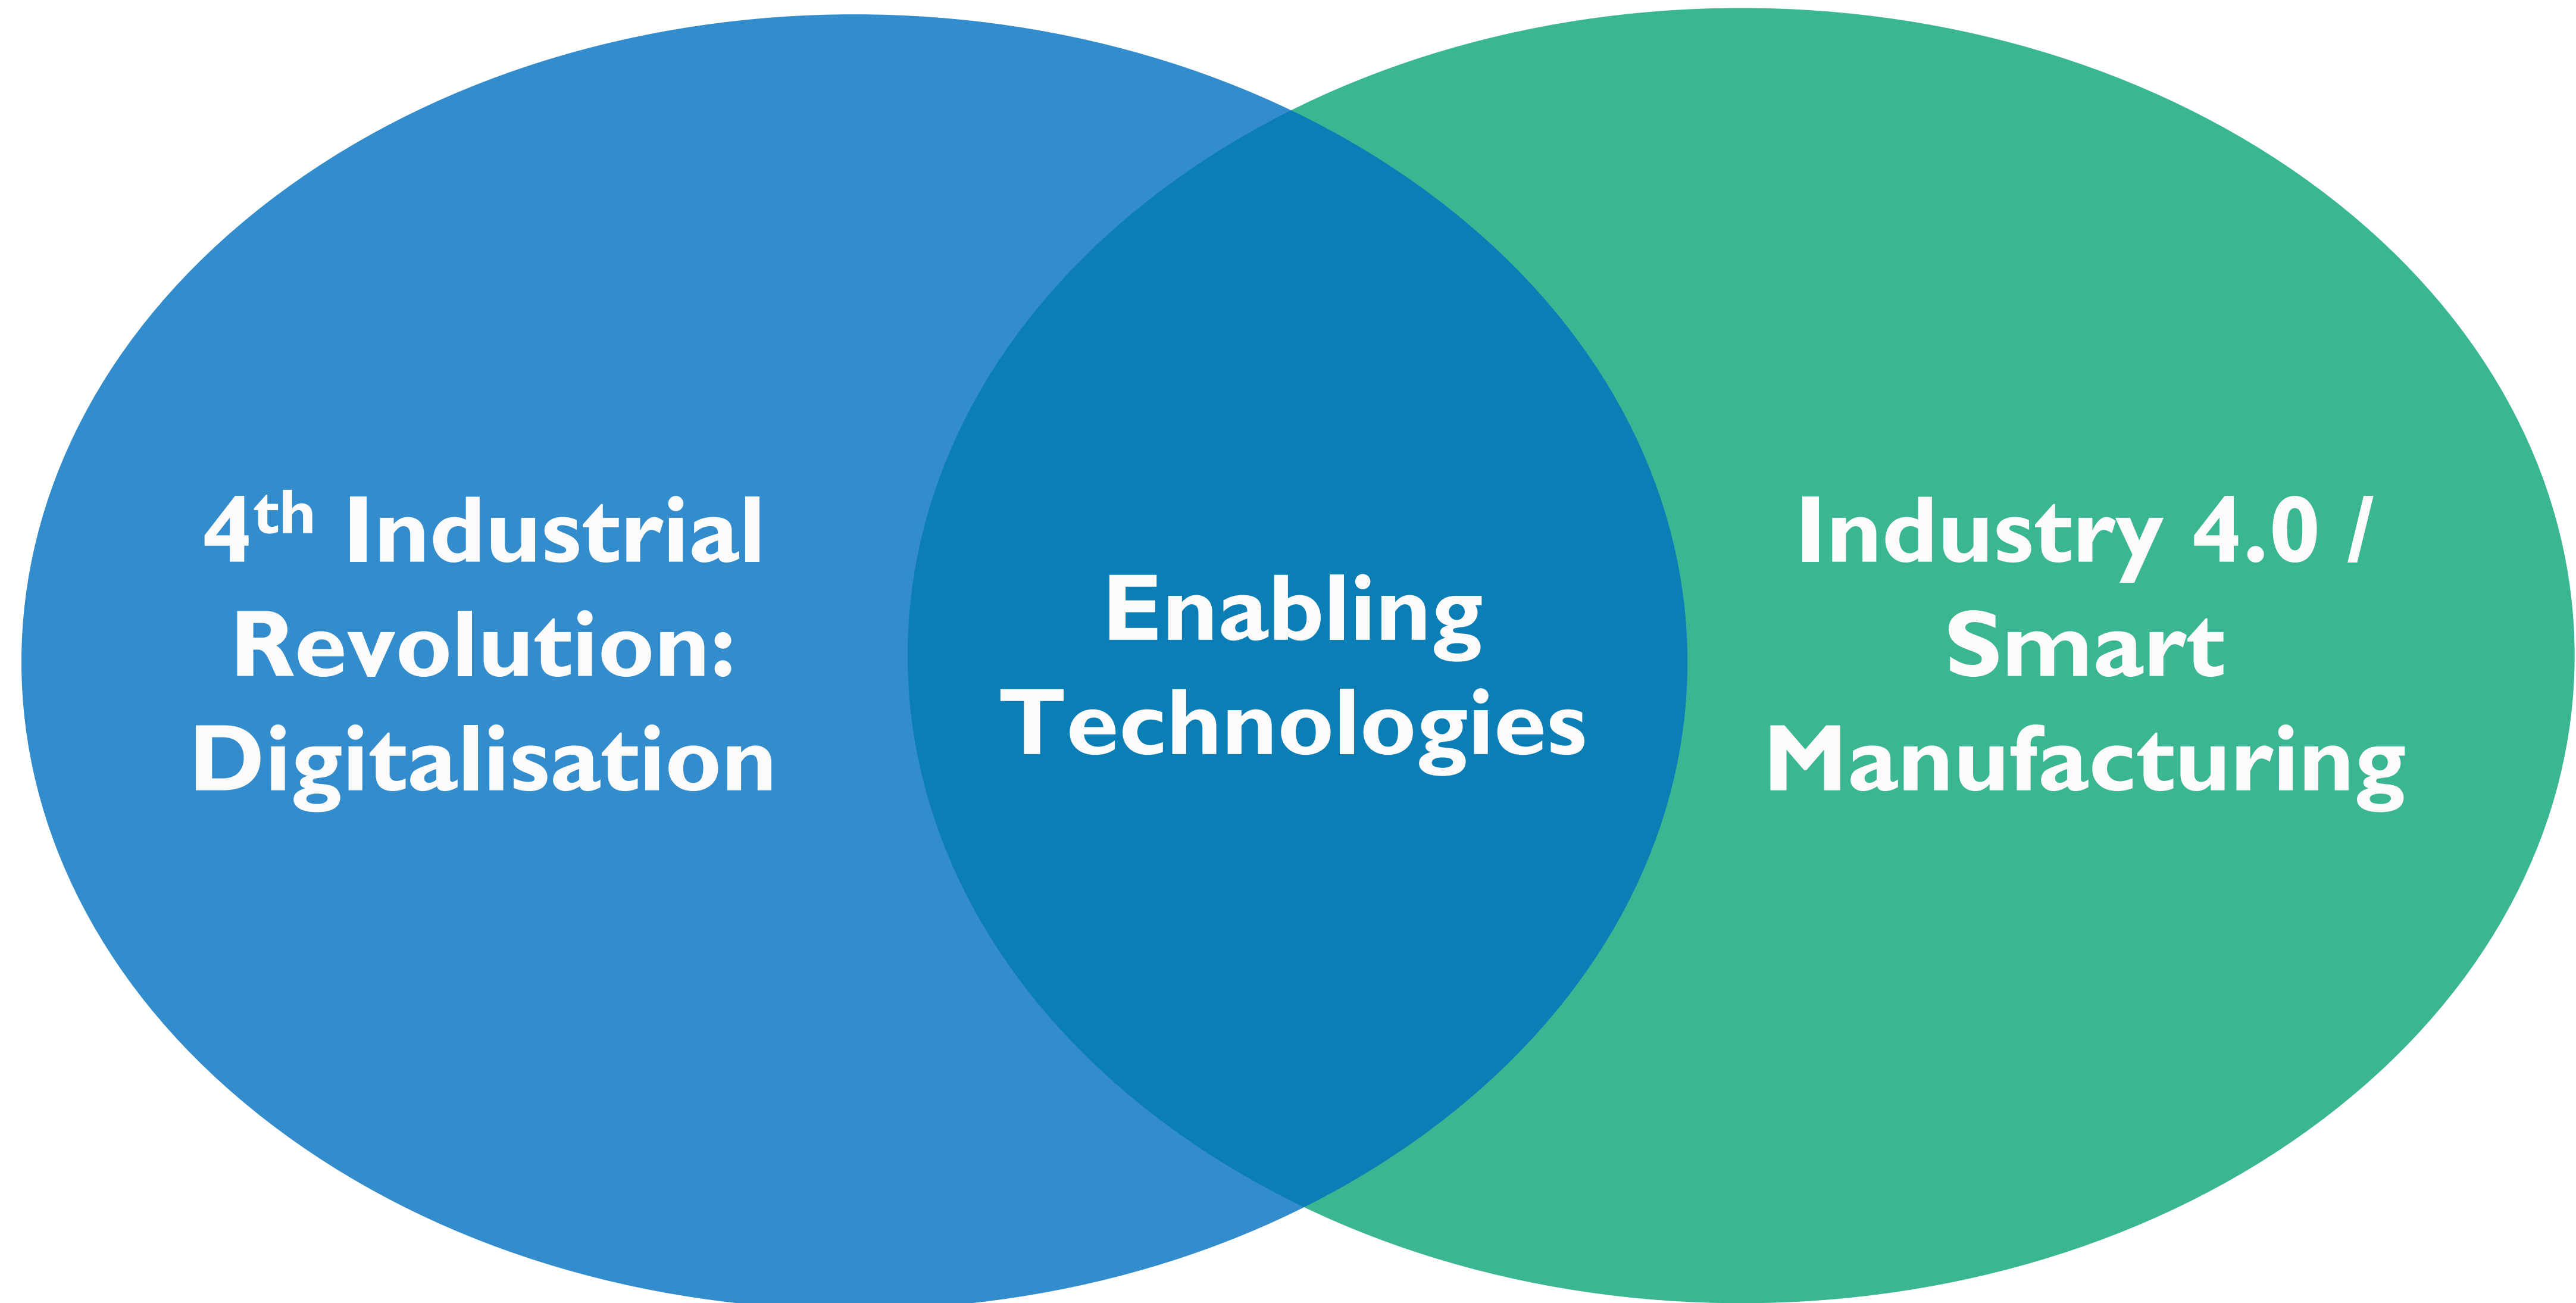 4th Industrial
Revolution:
Digitalisation
Enabling
Technologies
Industry 4.0 /
Smart
Manufacturing